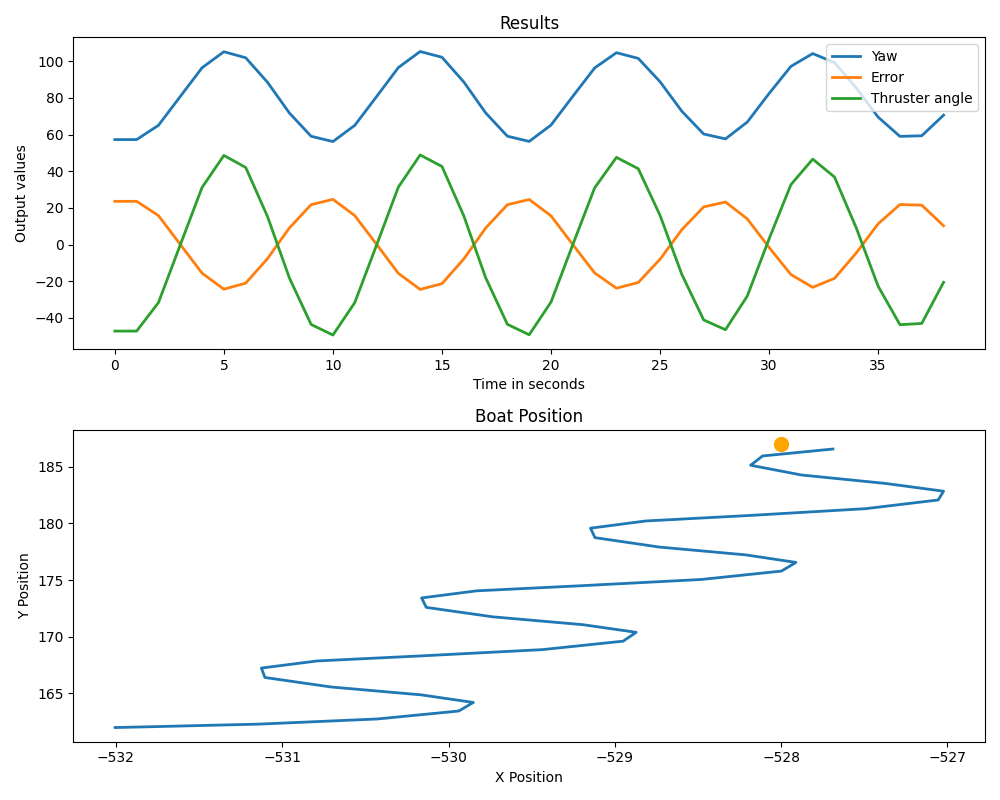 Results
Yaw
Error
Thruster angle
Output values
100
80
60
40
20
0
−20
−40
0 5 10 15 20 25 30 35
Time in seconds
Boat Position
Y Position
185
180
175
170
165
−532 −531 −530 −529 −528 −527
X Position